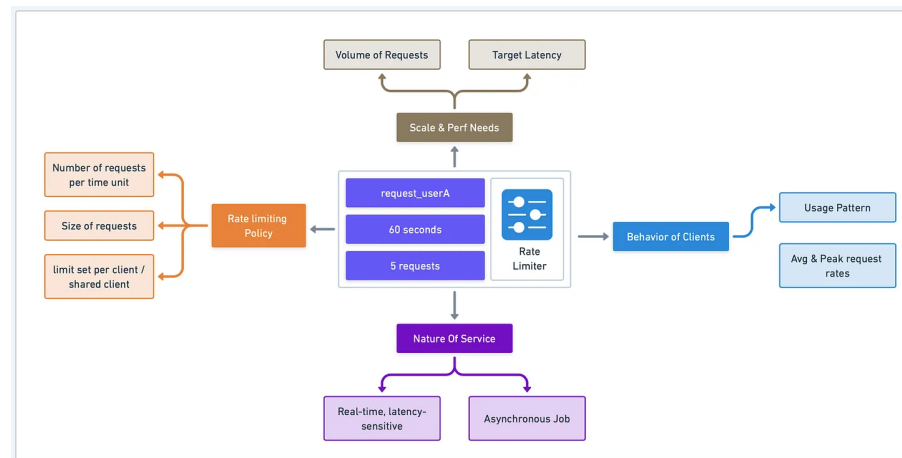 Volume of Requests
Target Latency
Scale & Perf Needs
Number of requests
per time unit
Size of requests
limit set per client /
shared client
Rate limiting
Policy
request_userA
60 seconds
5 requests
Rate
Limiter
Behavior of Clients
Usage Pattern
Avg & Peak request
rates
Nature Of Service
Real-time, latency-
sensitive
Asynchronous Job